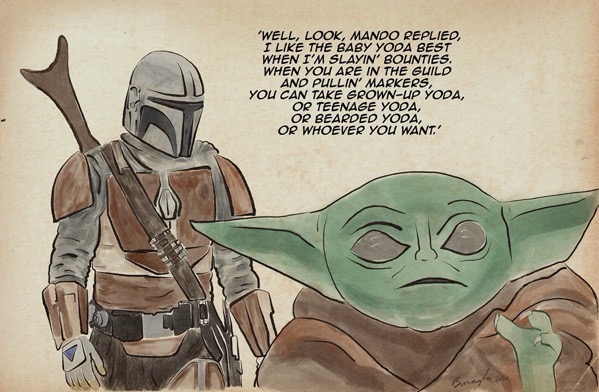 'WELL, LOOK, MANDO REPLIED,
I LIKE THE BABY YODA BEST
WHEN I'M SLAYIN' BOUNTIES.
WHEN YOU ARE IN THE GUILD
AND PULLIN' MARKERS,
YOU CAN TAKE GROWN-UP YODA,
OR TEENAGE YODA,
OR BEARDED YODA,
OR WHOEVER YOU WANT.'